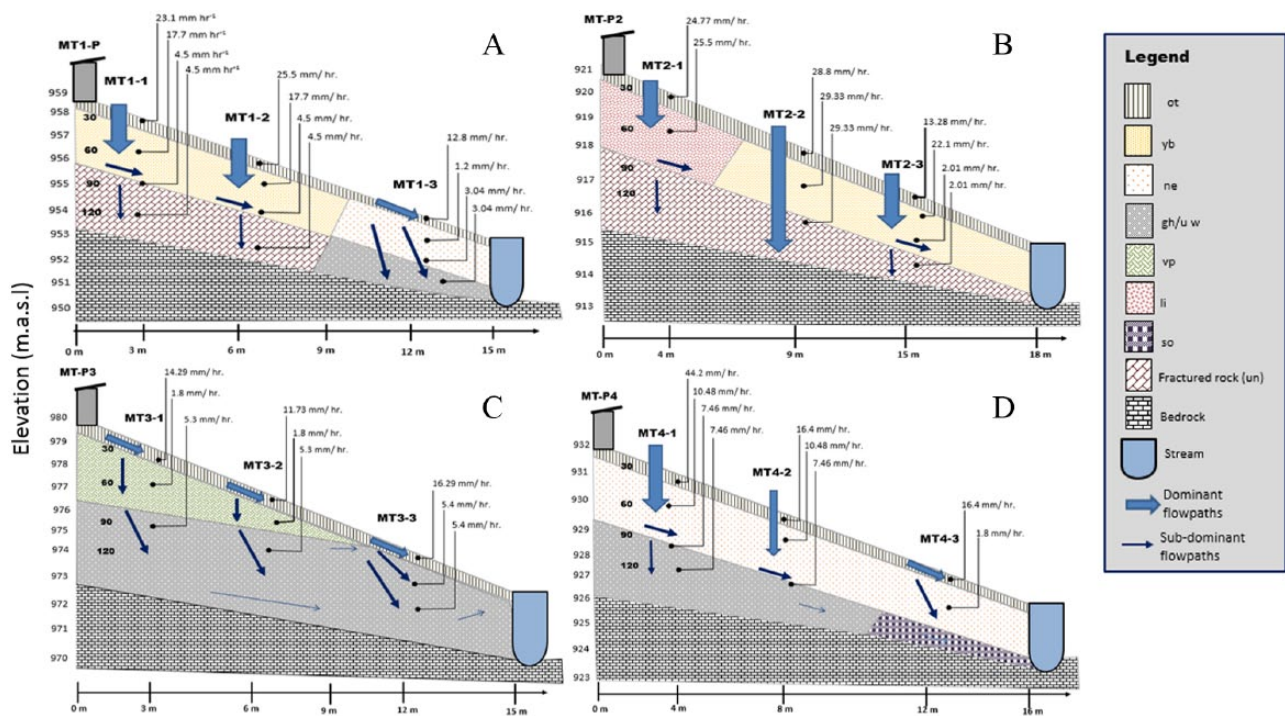 A
MT1-P
MT1-1
MT1-2
MT1-3
23.1 mm hr⁻¹
17.7 mm hr⁻¹
4.5 mm hr⁻¹
4.5 mm hr⁻¹
25.5 mm/ hr.
17.7 mm/ hr.
4.5 mm/ hr.
4.5 mm/ hr.
12.8 mm/ hr.
1.2 mm/ hr.
3.04 mm/ hr.
3.04 mm/ hr.
959
958
957
956
955
954
953
952
951
950
30
60
90
120
0 m
3 m
6 m
9 m
12 m
15 m
B
MT-P2
MT2-1
MT2-2
MT2-3
24.77 mm/ hr.
25.5 mm/ hr.
28.8 mm/ hr.
29.33 mm/ hr.
29.33 mm/ hr.
13.28 mm/ hr.
22.1 mm/ hr.
2.01 mm/ hr.
2.01 mm/ hr.
921
920
919
918
917
916
915
914
913
30
60
90
120
0 m
4 m
9 m
15 m
18 m
Elevation (m.a.s.l)
C
MT-P3
MT3-1
MT3-2
MT3-3
14.29 mm/ hr.
1.8 mm/ hr.
5.3 mm/ hr.
11.73 mm/ hr.
1.8 mm/ hr.
5.3 mm/ hr.
16.29 mm/ hr.
5.4 mm/ hr.
5.4 mm/ hr.
980
979
978
977
976
975
974
973
972
971
970
30
60
90
120
0 m
3 m
6 m
9 m
12 m
15 m
D
MT-P4
MT4-1
MT4-2
MT4-3
44.2 mm/ hr.
10.48 mm/ hr.
7.46 mm/ hr.
7.46 mm/ hr.
16.4 mm/ hr.
10.48 mm/ hr.
7.46 mm/ hr.
16.4 mm/ hr.
1.8 mm/ hr.
932
931
930
929
928
927
926
925
924
923
30
60
90
120
0 m
4 m
8 m
12 m
16 m
Legend
ot
yb
ne
gh/u w
vp
li
so
Fractured rock (un)
Bedrock
Stream
Dominant
flowpaths
Sub-dominant
flowpaths